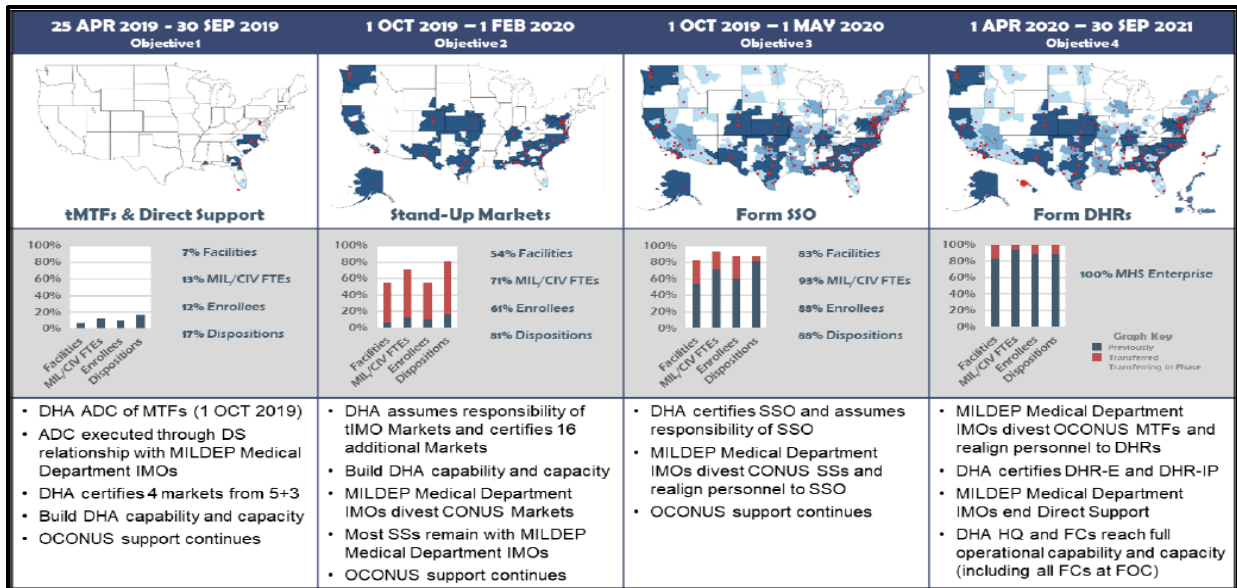 25 APR 2019 - 30 SEP 2019
Objective 1
1 OCT 2019 – 1 FEB 2020
Objective 2
1 OCT 2019 – 1 MAY 2020
Objective 3
1 APR 2020 – 30 SEP 2021
Objective 4
tMTFs & Direct Support
Stand-Up Markets
Form SSO
Form DHRs
100%
80%
60%
40%
20%
0%
Facilities
MIL/CIV FTEs
Enrollees
Dispositions
7% Facilities
13% MIL/CIV FTEs
12% Enrollees
17% Dispositions
100%
80%
60%
40%
20%
0%
Facilities
MIL/CIV FTEs
Enrollees
Dispositions
54% Facilities
71% MIL/CIV FTEs
61% Enrollees
81% Dispositions
100%
80%
60%
40%
20%
0%
Facilities
MIL/CIV FTEs
Enrollees
Dispositions
83% Facilities
93% MIL/CIV FTEs
88% Enrollees
88% Dispositions
100%
80%
60%
40%
20%
0%
Facilities
MIL/CIV FTEs
Enrollees
Dispositions
100% MHS Enterprise
Graph Key
Previously
Transferred
Transferring in Phase
• DHA ADC of MTFs (1 OCT 2019)
• ADC executed through DS
relationship with MILDEP Medical
Department IMOs
• DHA certifies 4 markets from 5+3
• Build DHA capability and capacity
• OCONUS support continues
• DHA assumes responsibility of
tIMO Markets and certifies 16
additional Markets
• Build DHA capability and capacity
• MILDEP Medical Department
IMOs divest CONUS Markets
• Most SSs remain with MILDEP
Medical Department IMOs
• OCONUS support continues
• DHA certifies SSO and assumes
responsibility of SSO
• MILDEP Medical Department
IMOs divest CONUS SSs and
realign personnel to SSO
• OCONUS support continues
• MILDEP Medical Department
IMOs divest OCONUS MTFs and
realign personnel to DHRs
• DHA certifies DHR-E and DHR-IP
• MILDEP Medical Department
IMOs end Direct Support
• DHA HQ and FCs reach full
operational capability and capacity
(including all FCs at FOC)